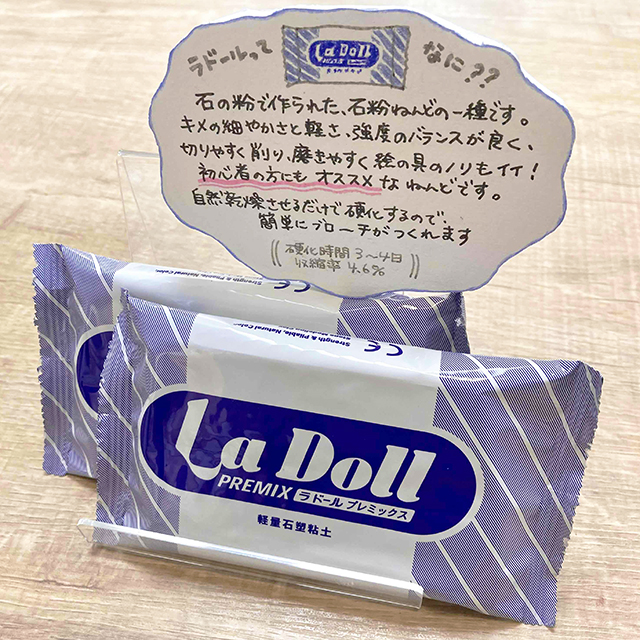 ラドールって
La Doll
なに??
石の粉で作られた、石粉ねんどの一種です。
キメの細やかさと軽さ、強度のバランスが良く、
切りやすく削り、磨きやすく絵の具のノリもイイ!
初心者の方にも オススメ なねんどです。
自然乾燥させるだけで硬化するので、
簡単にブローチがつくれます
硬化時間 3〜4日
収縮率 4.6%
Strength & Pliable, Natural Color
CE
La Doll
PREMIX ラドール プレミックス
軽量石塑粘土